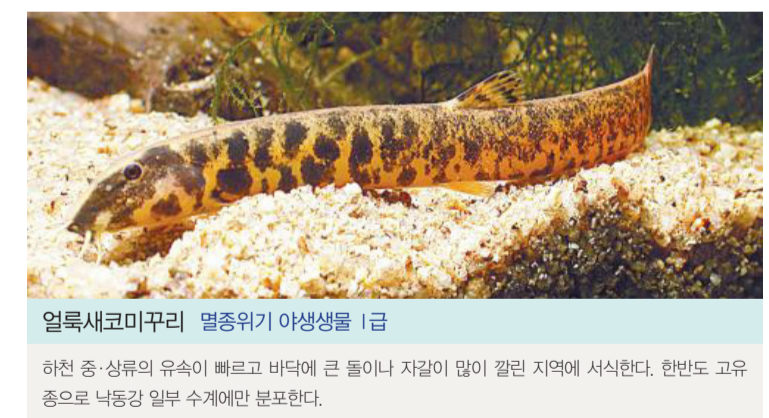 얼룩새코미꾸리 멸종위기 야생생물 Ⅰ급
하천 중·상류의 유속이 빠르고 바닥에 큰 돌이나 자갈이 많이 깔린 지역에 서식한다. 한반도 고유
종으로 낙동강 일부 수계에만 분포한다.